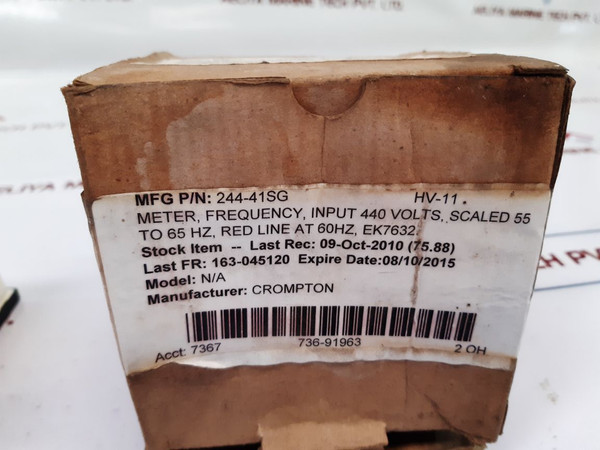 MFG P/N: 244-41SG HV-11
METER, FREQUENCY, INPUT 440 VOLTS, SCALED 55
TO 65 HZ, RED LINE AT 60HZ, EK7632.
Stock Item -- Last Rec: 09-Oct-2010 (75.88)
Last FR: 163-045120 Expire Date:08/10/2015
Model: N/A
Manufacturer: CROMPTON
Acct: 7367 736-91963 2 OH